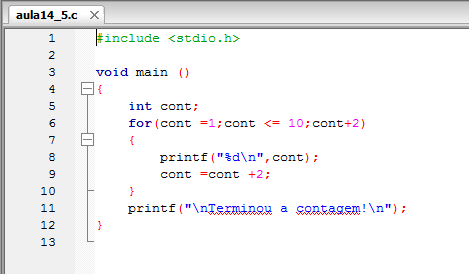 aula14_5.c
1 #include <stdio.h>
2
3 void main ()
4 {
5 int cont;
6 for(cont =1;cont <= 10;cont+2)
7 {
8 printf("%d\n",cont);
9 cont =cont +2;
10 }
11 printf("\nTerminou a contagem!\n");
12 }
13